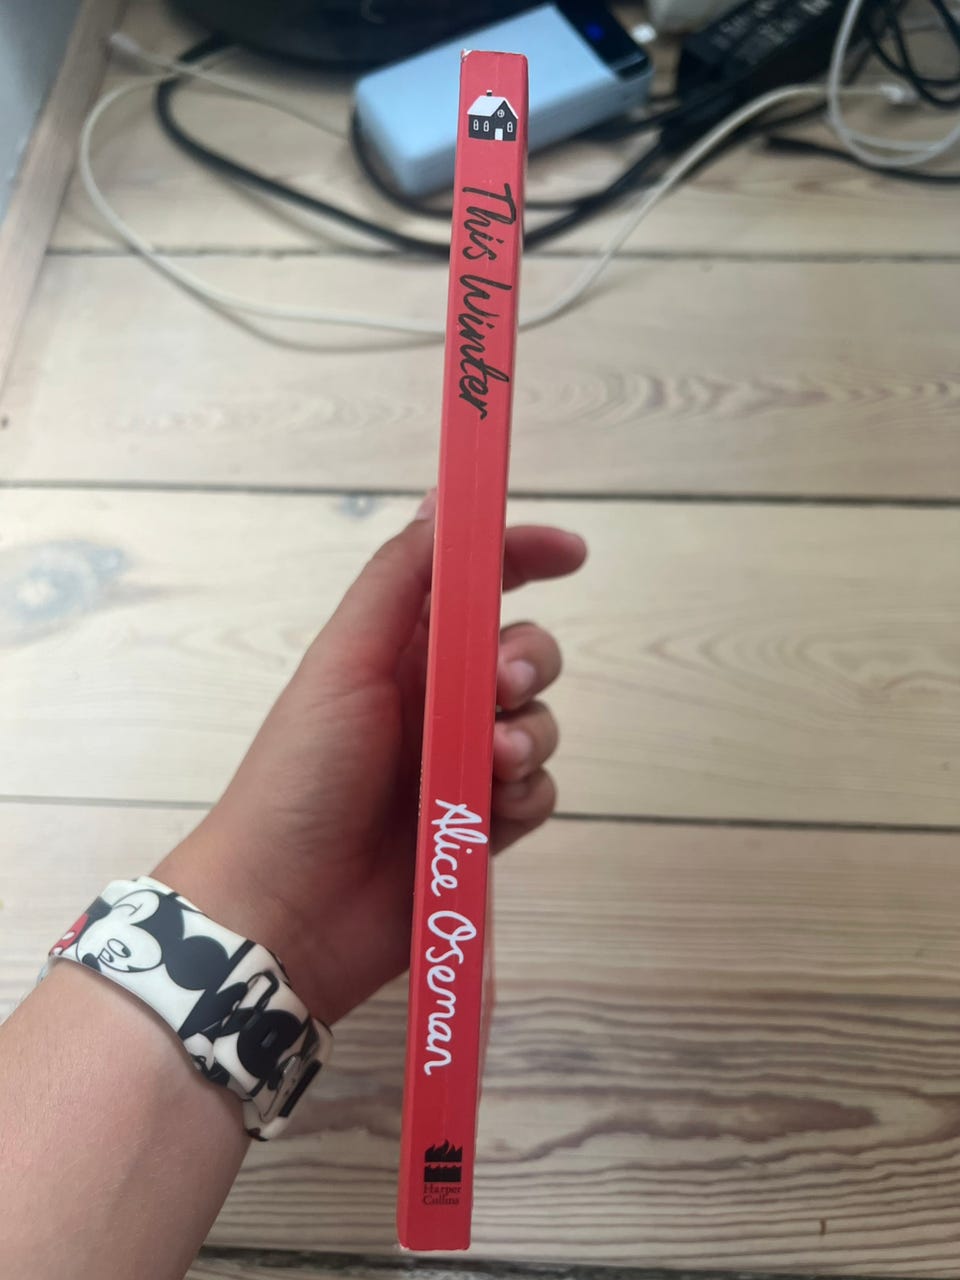 This Winter
Alice Oseman
Harper
Collins